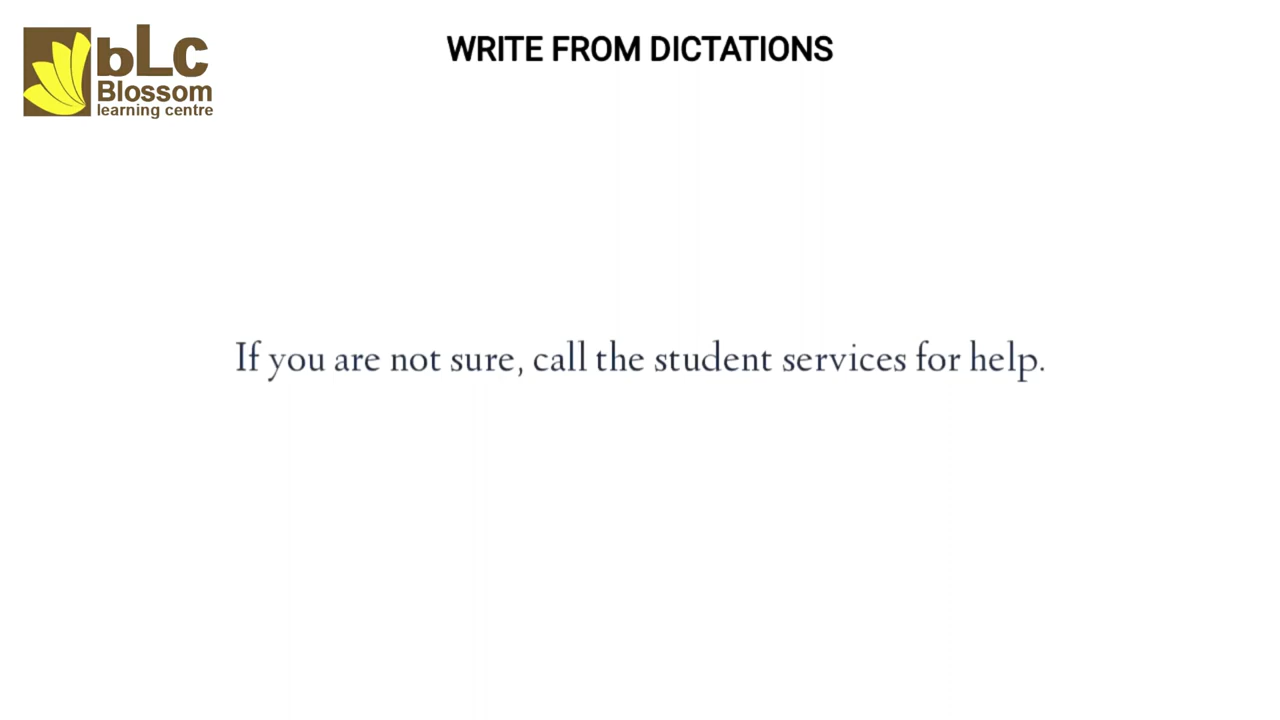 bLc
Blossom
learning centre
WRITE FROM DICTATIONS
If you are not sure, call the student services for help.